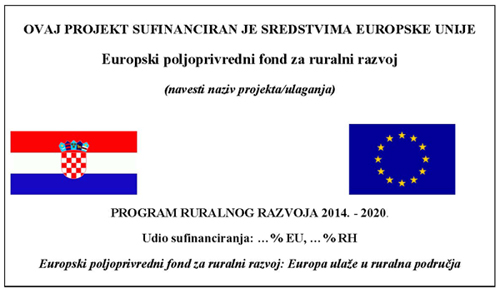 OVAJ PROJEKT SUFINANCIRAN JE SREDSTVIMA EUROPSKE UNIJE
Europski poljoprivredni fond za ruralni razvoj
(navesti naziv projekta/ulaganja)
PROGRAM RURALNOG RAZVOJA 2014. - 2020.
Udio sufinanciranja: ...% EU, ...% RH
Europski poljoprivredni fond za ruralni razvoj: Europa ulaže u ruralna područja